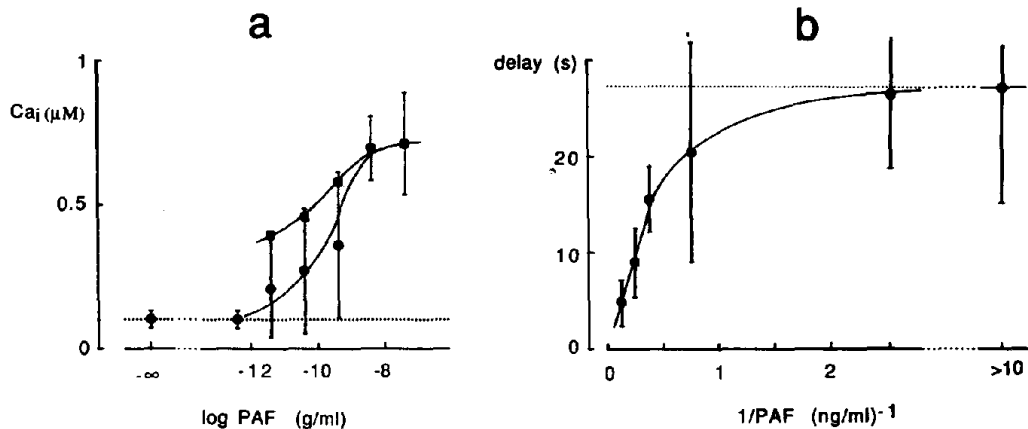 a
1
Caᵢ (μM)
0.5
0
-∞
-12
-10
-8
log PAF (g/ml)
b
delay (s)
20
10
0
0
1
2
>10
1/PAF (ng/ml)⁻¹